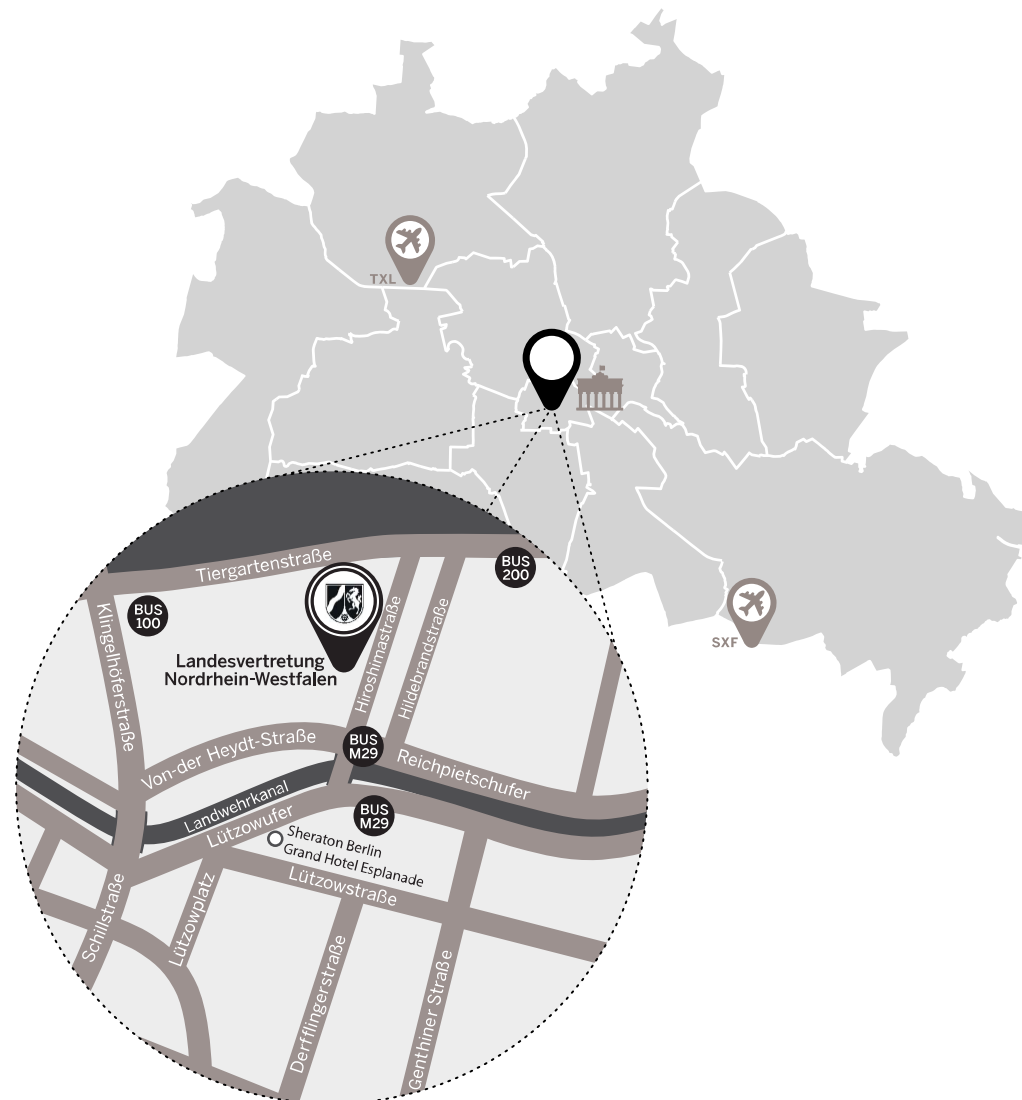 TXL
SXF
Tiergartenstraße
BUS
200
BUS
100
Klingelhöferstraße
Hiroshimastraße
Hildebrandstraße
Landesvertretung
Nordrhein-Westfalen
Von-der Heydt-Straße
BUS
M29
Reichpietschufer
Landwehrkanal
Lützowufer
BUS
M29
Sheraton Berlin
Grand Hotel Esplanade
Lützowstraße
Schillstraße
Lützowplatz
Derfflingerstraße
Genthiner Straße